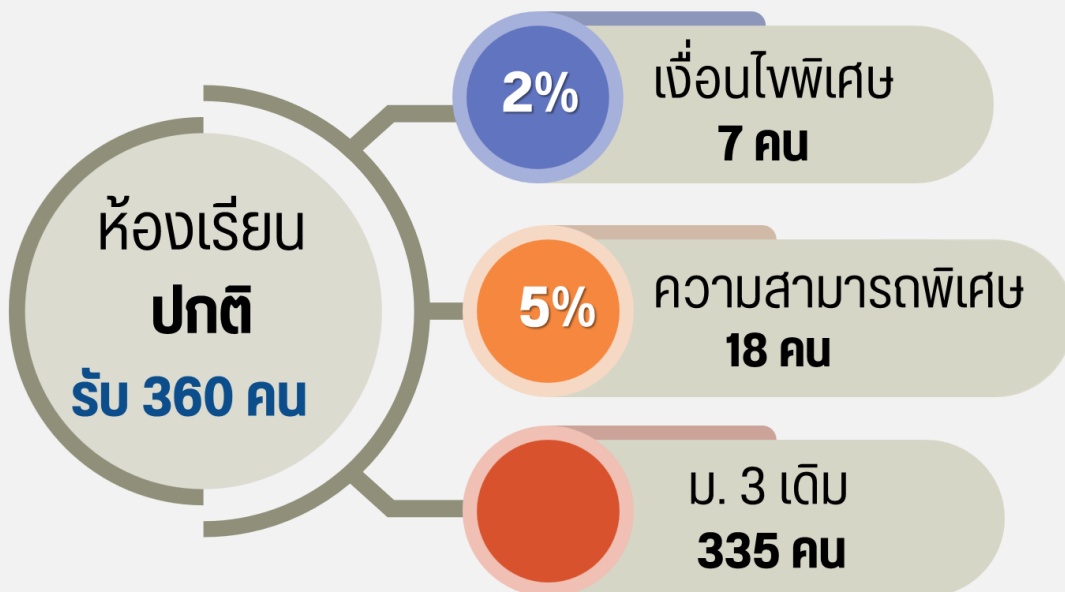 ห้องเรียน
ปกติ
รับ 360 คน
2%
เงื่อนไขพิเศษ
7 คน
5%
ความสามารถพิเศษ
18 คน
ม. 3 เดิม
335 คน